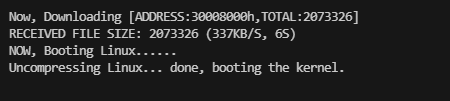 Now, Downloading [ADDRESS:30008000h,TOTAL:2073326]
RECEIVED FILE SIZE: 2073326 (337KB/S, 6S)
NOW, Booting Linux......
Uncompressing Linux... done, booting the kernel.